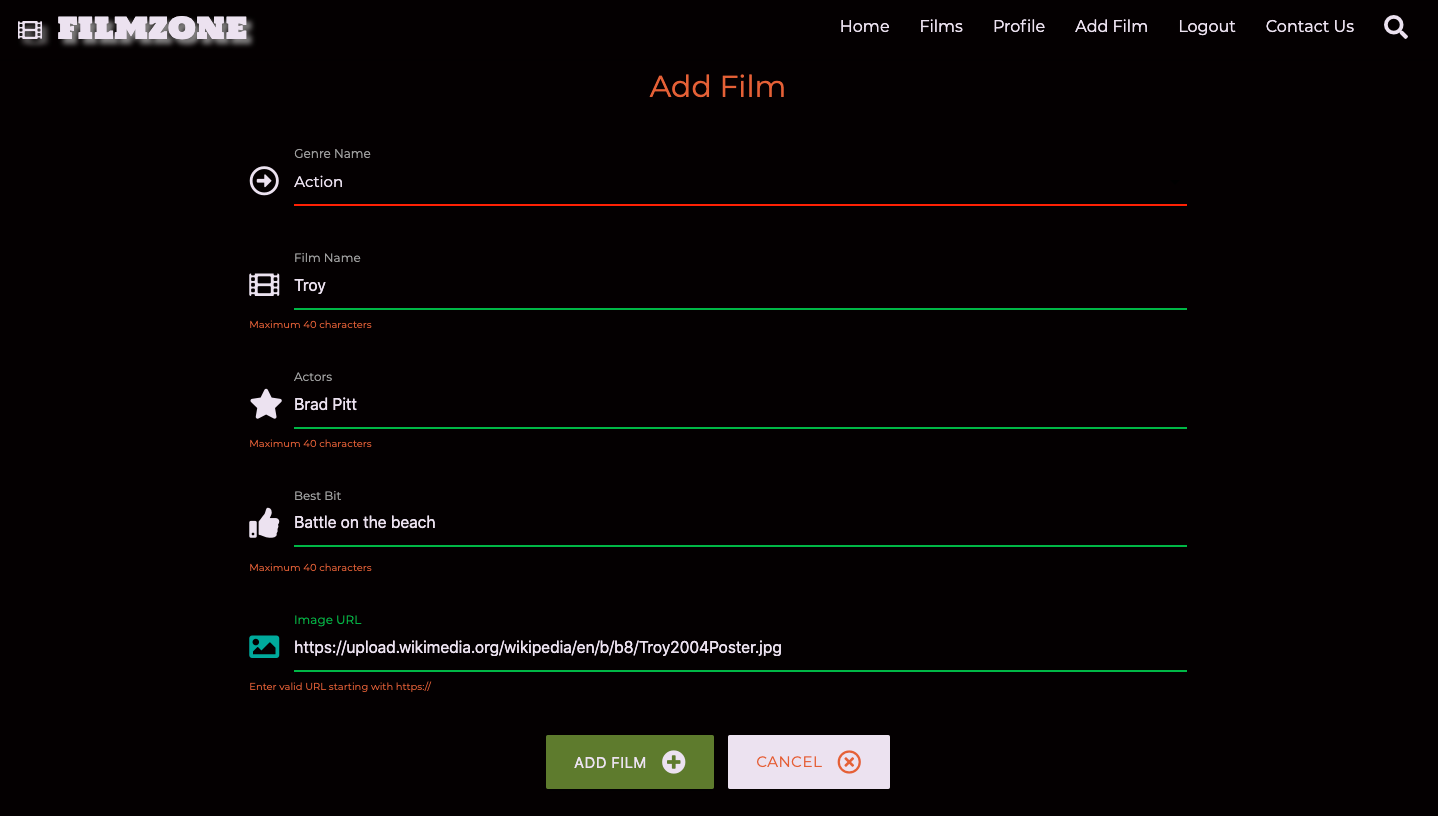 FILMZONE
Home Films Profile Add Film Logout Contact Us
Add Film
Genre Name
Action
Film Name
Troy
Maximum 40 characters
Actors
Brad Pitt
Maximum 40 characters
Best Bit
Battle on the beach
Maximum 40 characters
Image URL
https://upload.wikimedia.org/wikipedia/en/b/b8/Troy2004Poster.jpg
Enter valid URL starting with https://
ADD FILM CANCEL